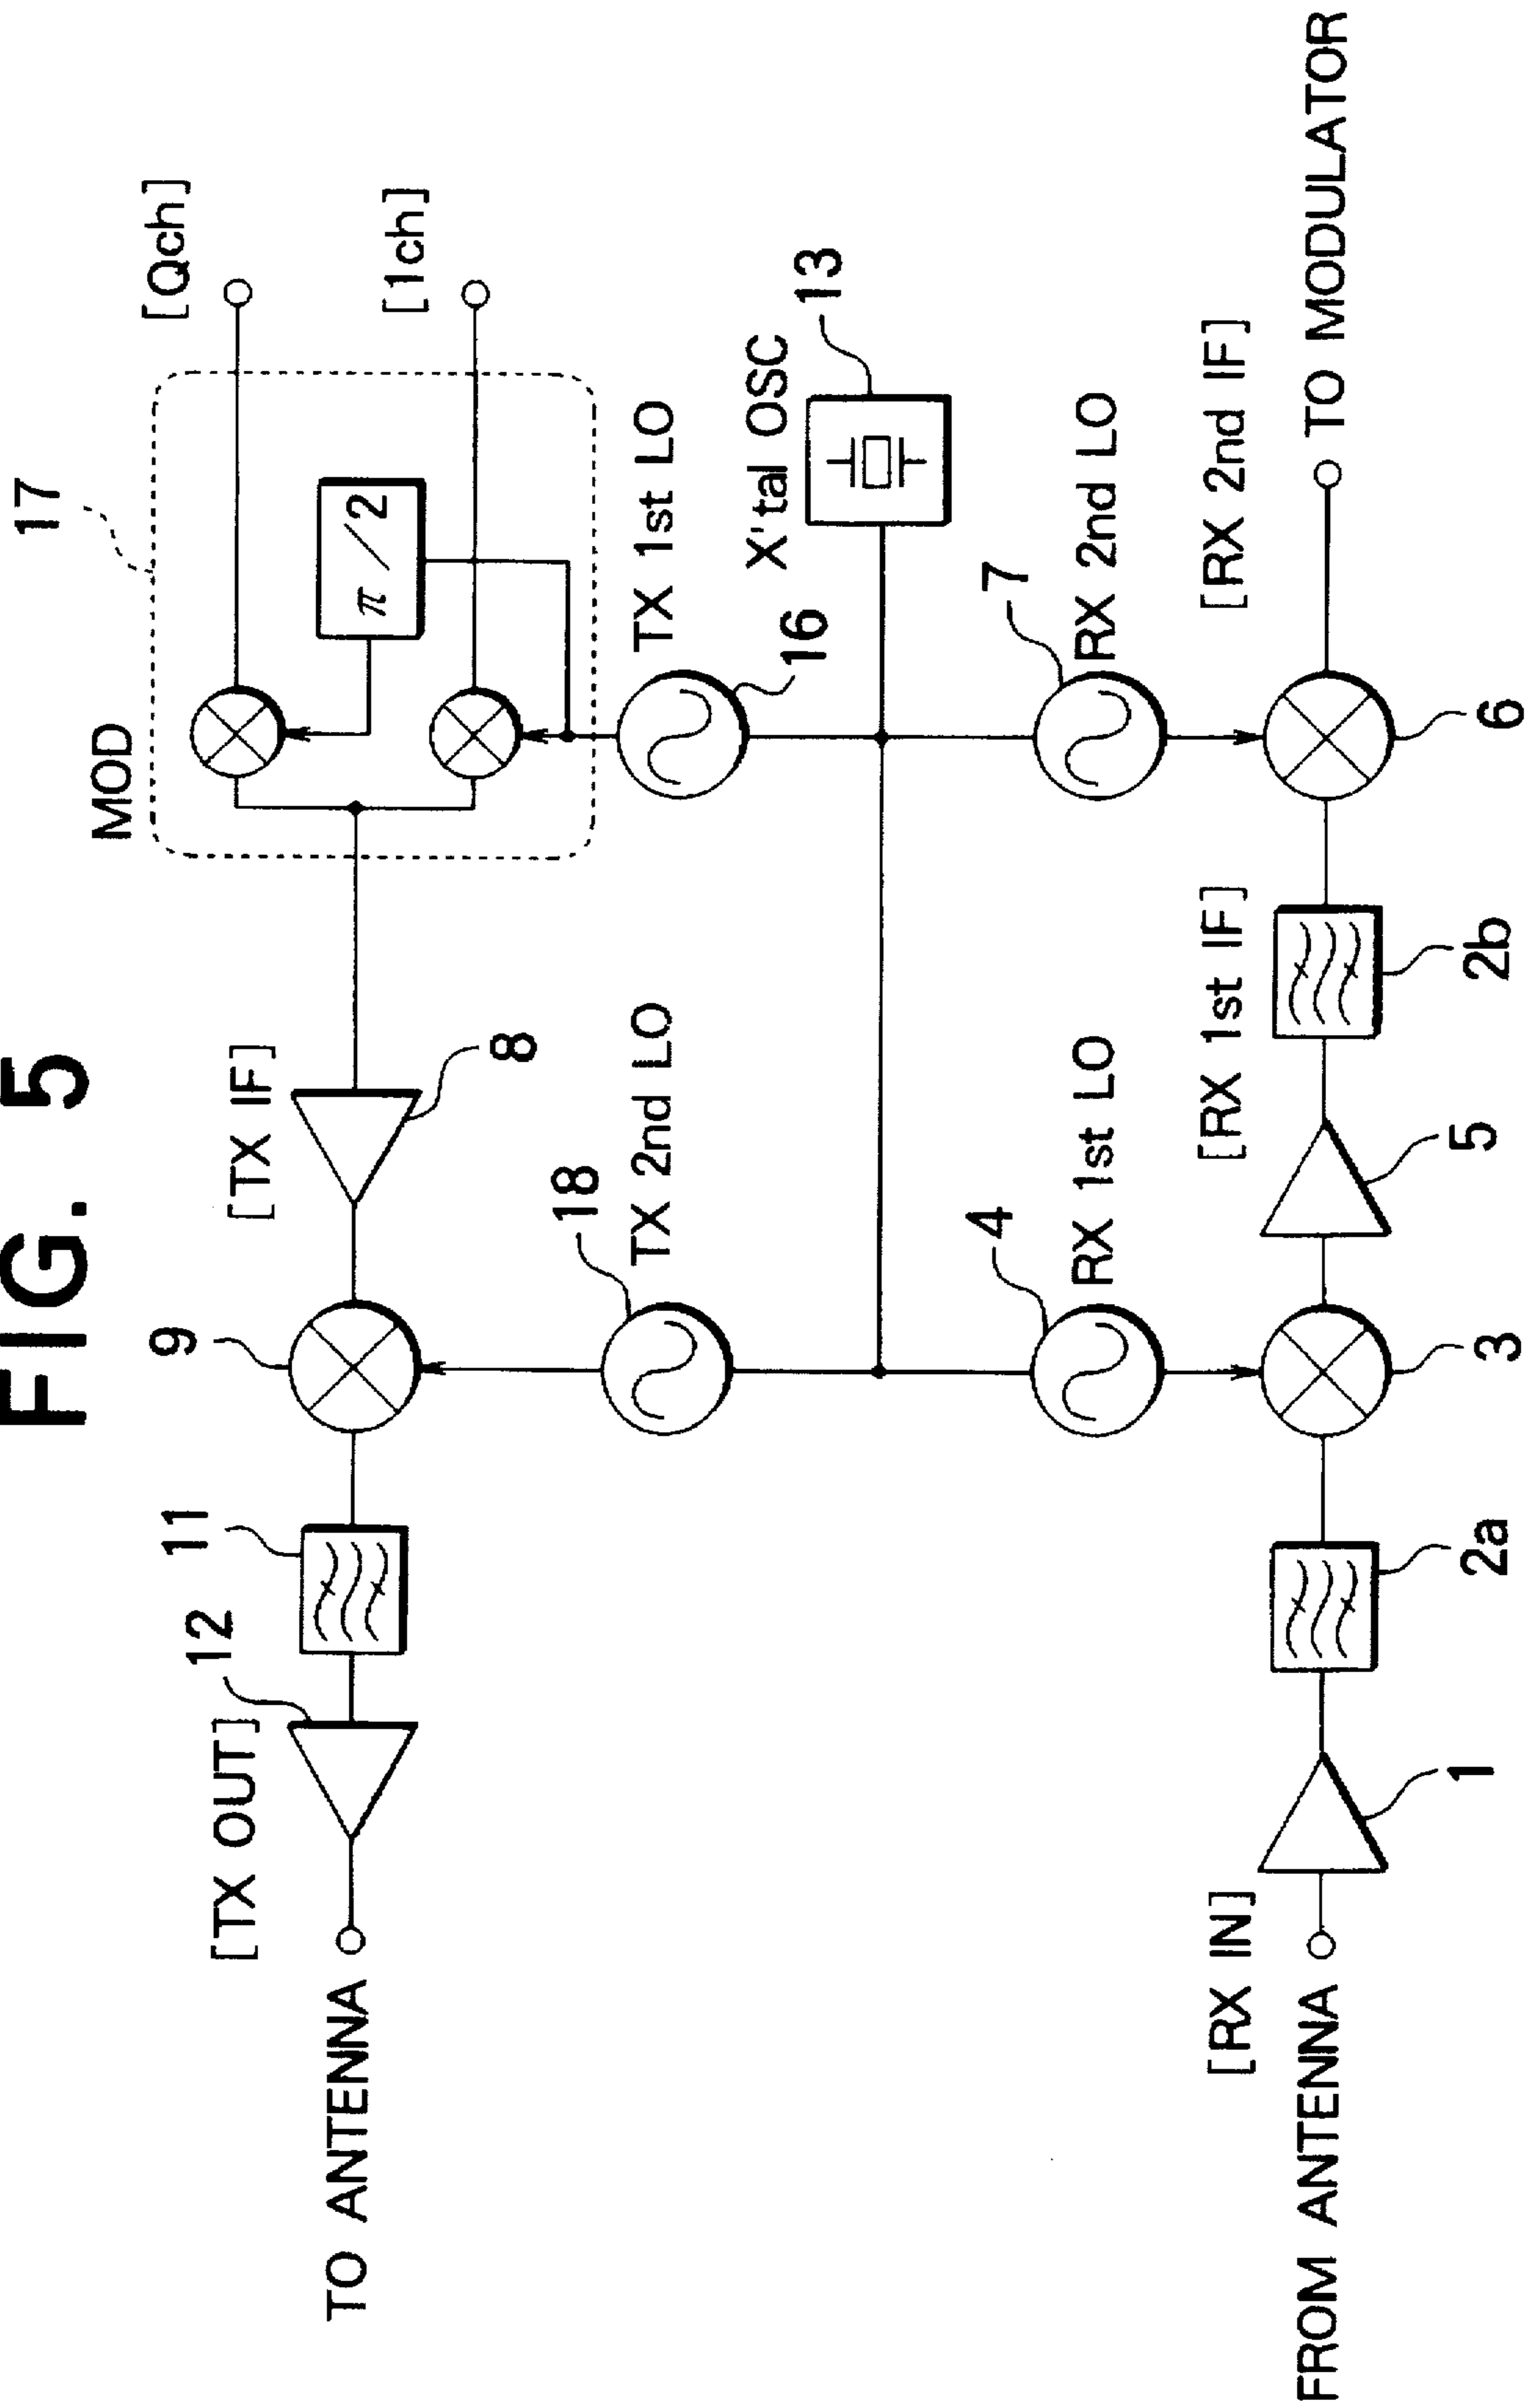 FIG. 5
17
[Qch]
MOD
π/2
[1ch]
9
[TX IF]
11
12
[TX OUT]
8
TO ANTENNA
18
TX 2nd LO
TX 1st LO
16
X'tal OSC
13
4
RX 1st LO
7
RX 2nd LO
[RX IN]
[RX 1st IF]
[RX 2nd IF]
FROM ANTENNA
TO MODULATOR
1
2a
3
5
2b
6